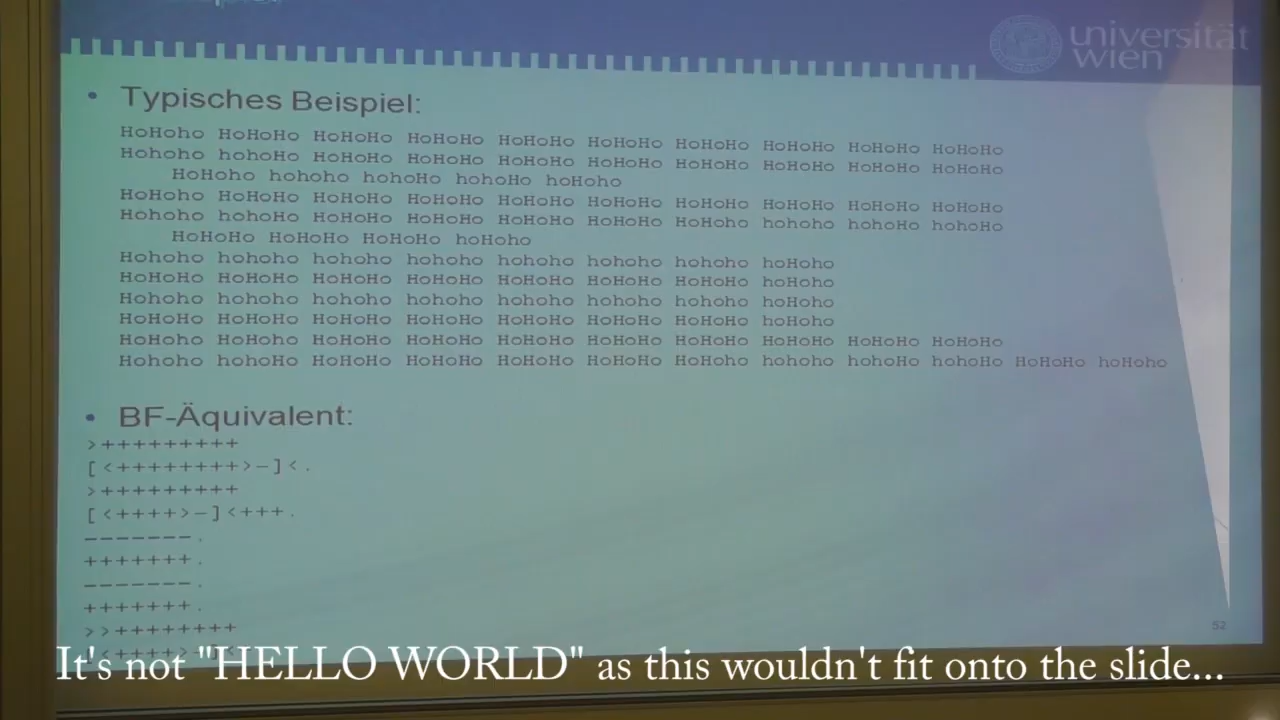 universität
wien
• Typisches Beispiel:
HoHoho HoHoHo HoHoHo HoHoHo HoHoHo HoHoHo HoHoHo HoHoHo HoHoHo HoHoHo
Hohoho hohoHo HoHoHo HoHoHo HoHoHo HoHoHo HoHoHo HoHoHo HoHoHo HoHoHo
HoHoho hohoho hohoHo hohoHo hoHoho
HoHoHo HoHoHo HoHoHo HoHoHo HoHoHo HoHoHo HoHoHo HoHoHo HoHoHo HoHoHo
Hohoho hohoHo HoHoHo HoHoHo HoHoHo HoHoHo HoHoho hohoho hohoHo hohoHo
HoHoHo HoHoHo HoHoHo hoHoho
Hohoho hohoho hohoho hohoho hohoho hohoho hohoho hoHoho
HoHoHo HoHoHo HoHoHo HoHoHo HoHoHo HoHoHo HoHoHo hoHoho
Hohoho hohoho hohoho hohoho hohoho hohoho hohoho hoHoho
HoHoHo HoHoHo HoHoHo HoHoHo HoHoHo HoHoHo HoHoHo hoHoho
HoHoHo HoHoHo HoHoHo HoHoHo HoHoHo HoHoHo HoHoHo HoHoHo HoHoHo HoHoHo
Hohoho hohoHo HoHoHo HoHoHo HoHoHo HoHoHo HoHoho hohoho hohoHo hohoHo HoHoHo hoHoho
• BF-Äquivalent:
>+++++++++
[<++++++++>-]<.
>+++++++++
[<++++>-]<+++.
-------.
+++++++.
-------.
+++++++.
>>++++++++
52
It's not "HELLO WORLD" as this wouldn't fit onto the slide...